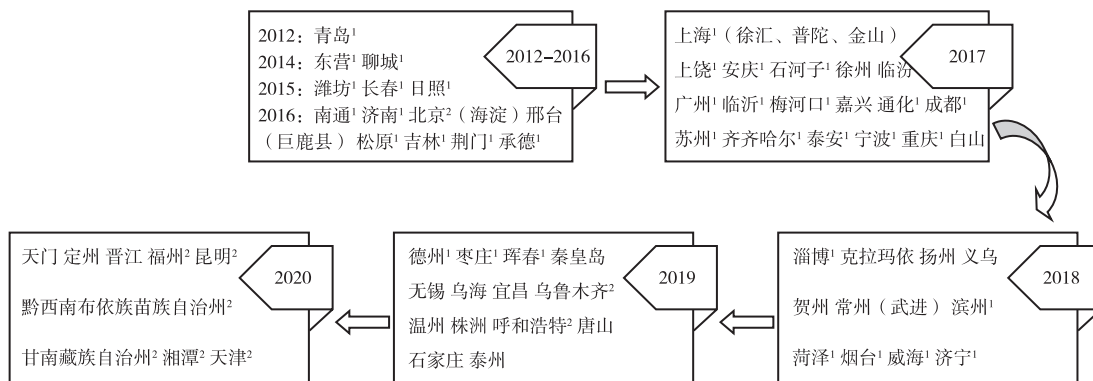 2012：青岛¹
2014：东营¹ 聊城¹
2015：潍坊¹ 长春¹ 日照¹
2016：南通¹ 济南¹ 北京²（海淀）邢台
（巨鹿县）松原¹ 吉林¹ 荆门¹ 承德¹
2012–2016
上海¹（徐汇、普陀、金山）
上饶¹ 安庆¹ 石河子¹ 徐州 临汾
广州¹ 临沂¹ 梅河口¹ 嘉兴 通化¹ 成都¹
苏州¹ 齐齐哈尔¹ 泰安¹ 宁波¹ 重庆¹ 白山
2017
天门 定州 晋江 福州² 昆明²
黔西南布依族苗族自治州²
甘南藏族自治州² 湘潭² 天津²
2020
德州¹ 枣庄¹ 珲春¹ 秦皇岛
无锡 乌海 宜昌 乌鲁木齐²
温州 株洲 呼和浩特² 唐山
石家庄 泰州
2019
淄博¹ 克拉玛依 扬州 义乌
贺州 常州（武进）滨州¹
菏泽¹ 烟台¹ 威海¹ 济宁¹
2018